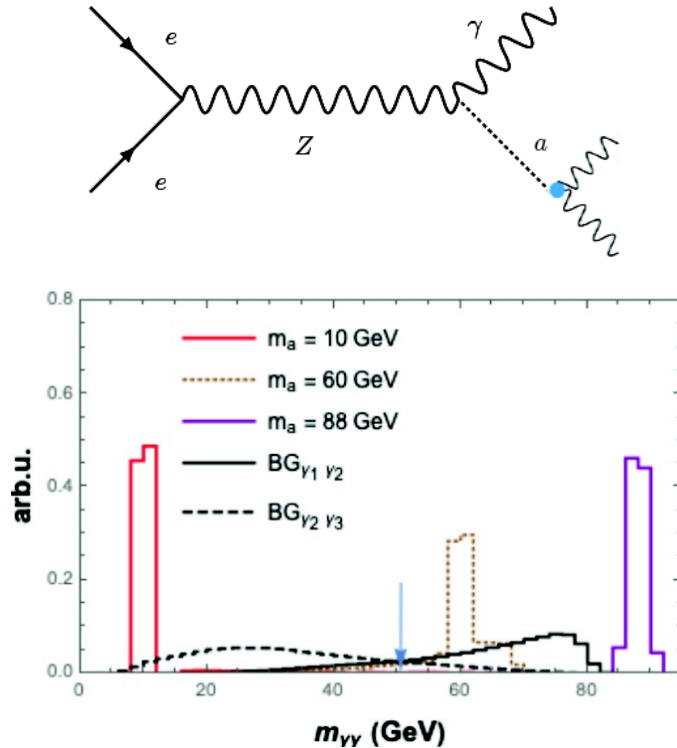 γ
e
Z
a
e
0.8
m_a = 10 GeV
m_a = 60 GeV
0.6
m_a = 88 GeV
BG_γ1 γ2
0.4
BG_γ2 γ3
arb.u.
0.2
0.0
0 20 40 60 80
m_γγ (GeV)